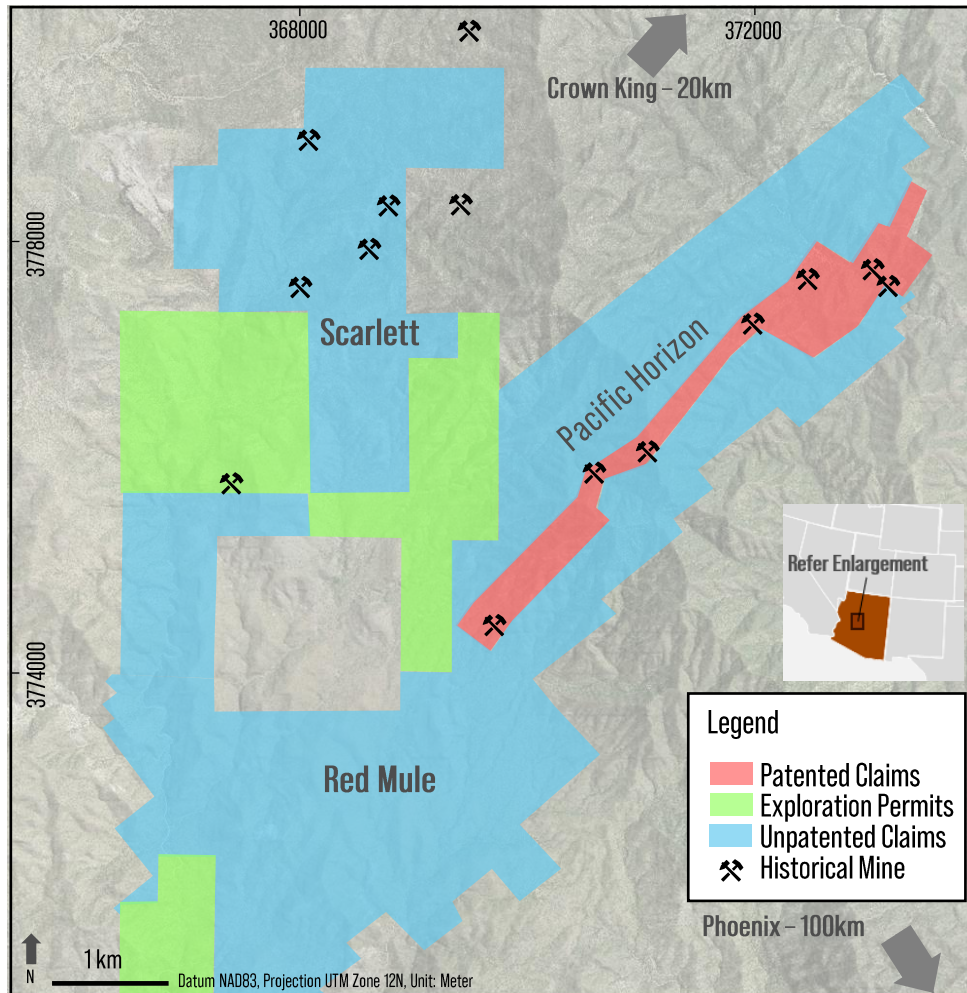 368000
372000
Crown King – 20km
3778000
Scarlett
Pacific Horizon
Refer Enlargement
3774000
Red Mule
Legend
Patented Claims
Exploration Permits
Unpatented Claims
Historical Mine
Phoenix – 100km
N
1 km
Datum NAD83, Projection UTM Zone 12N, Unit: Meter